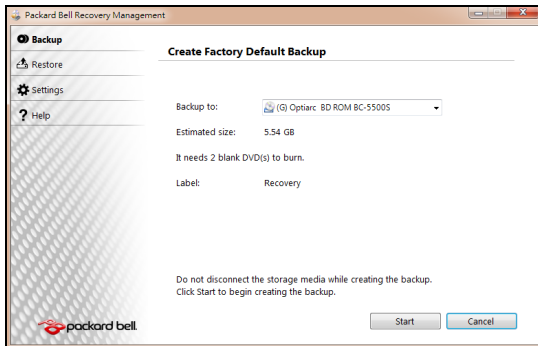 Packard Bell Recovery Management
Backup
Restore
Settings
? Help
Create Factory Default Backup
Backup to:
(G) Optiarc BD ROM BC-5500S
Estimated size:
5.54 GB
It needs 2 blank DVD(s) to burn.
Label:
Recovery
Do not disconnect the storage media while creating the backup.
Click Start to begin creating the backup.
packard bell.
Start
Cancel